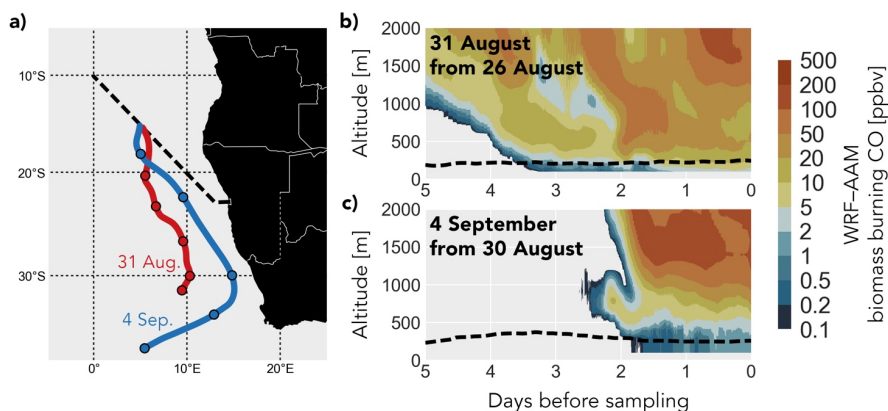 a)
10°S
20°S
30°S
0°
10°E
20°E
31 Aug.
4 Sep.
b)
31 August
from 26 August
Altitude [m]
2000
1500
1000
500
0
5
4
3
2
1
0
c)
4 September
from 30 August
Altitude [m]
2000
1500
1000
500
0
5
4
3
2
1
0
Days before sampling
500
200
100
50
20
10
5
2
1
0.5
0.2
0.1
WRF–AAM
biomass burning CO [ppbv]